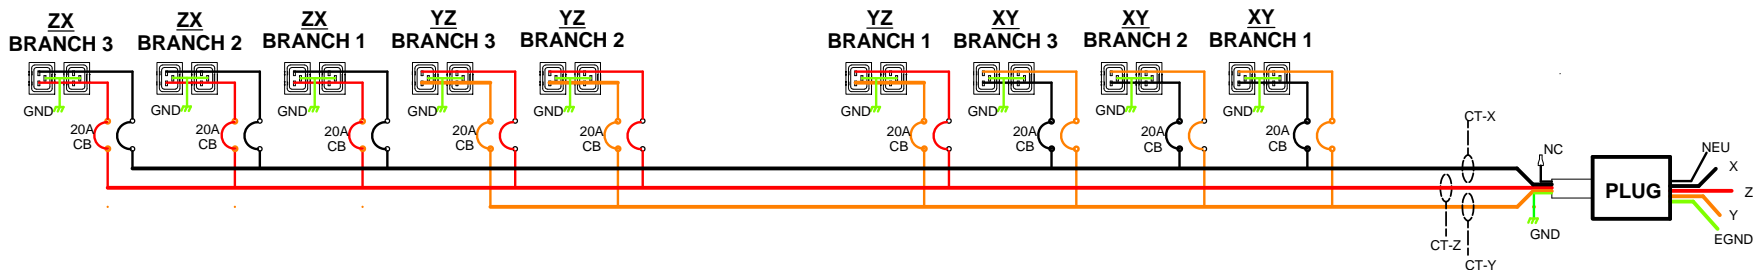 ZX
BRANCH 3
ZX
BRANCH 2
ZX
BRANCH 1
YZ
BRANCH 3
YZ
BRANCH 2
YZ
BRANCH 1
XY
BRANCH 3
XY
BRANCH 2
XY
BRANCH 1
GND
GND
GND
GND
GND
GND
GND
GND
GND
20A
CB
20A
CB
20A
CB
20A
CB
20A
CB
20A
CB
20A
CB
20A
CB
20A
CB
CT-X
NC
CT-Z
CT-Y
GND
PLUG
NEU
X
Z
Y
EGND